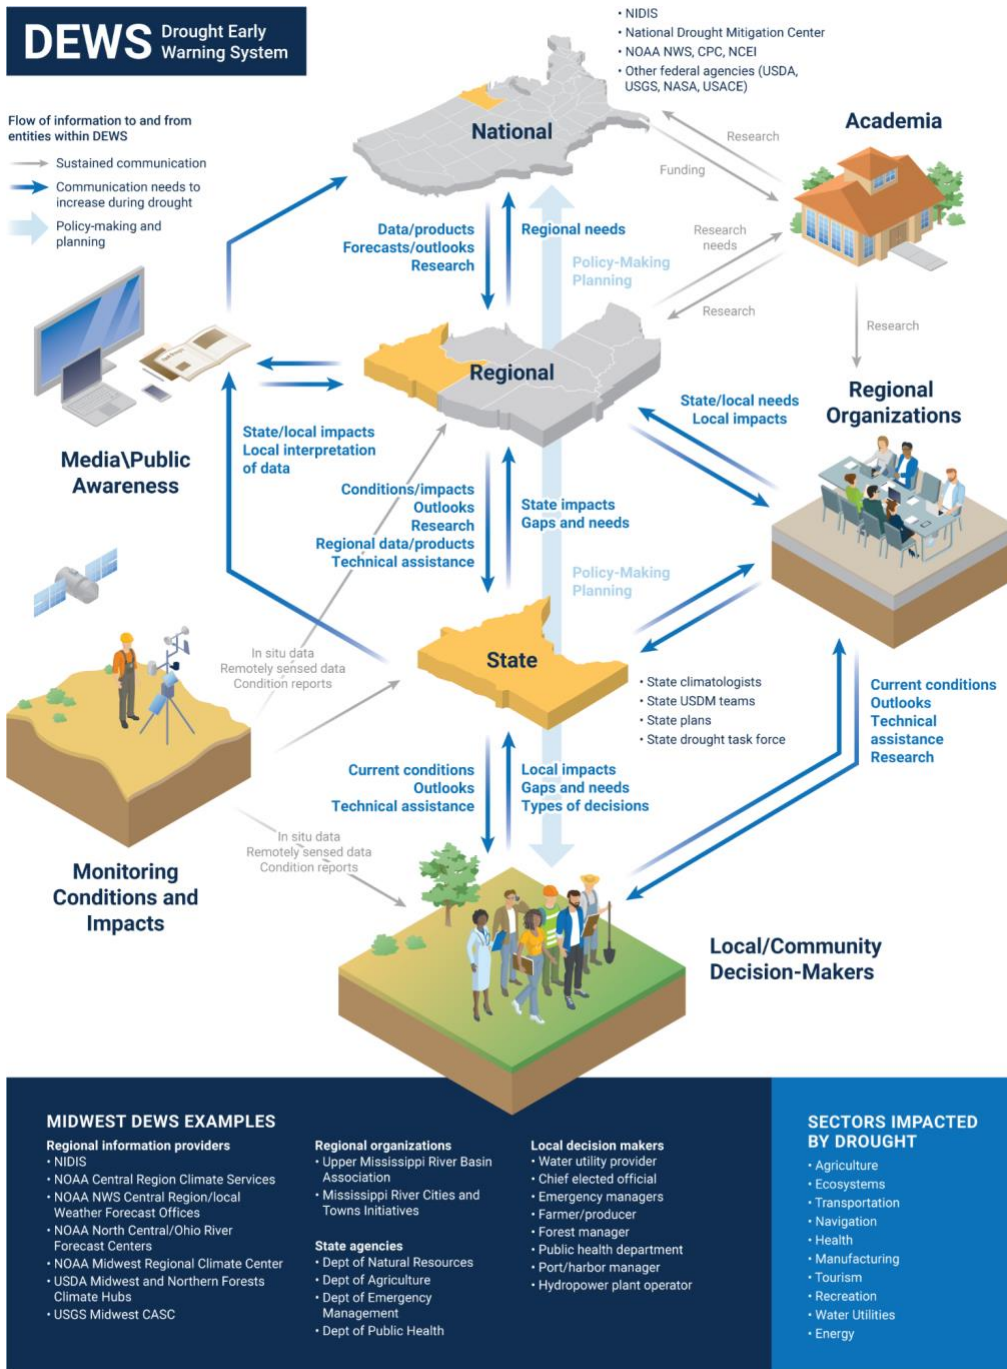 DEWS Drought Early
Warning System
• NIDIS
• National Drought Mitigation Center
• NOAA NWS, CPC, NCEI
• Other federal agencies (USDA,
USGS, NASA, USACE)
Flow of information to and from
entities within DEWS
Sustained communication
Communication needs to
increase during drought
Policy-making and
planning
National
Academia
Research
Funding
Data/products
Forecasts/outlooks
Research
Regional needs
Policy-Making
Planning
Research
needs
Research
Research
Regional
Regional
Organizations
Media\Public
Awareness
State/local impacts
Local interpretation
of data
State/local needs
Local impacts
Conditions/impacts
Outlooks
Research
Regional data/products
Technical assistance
State impacts
Gaps and needs
Policy-Making
Planning
In situ data
Remotely sensed data
Condition reports
State
• State climatologists
• State USDM teams
• State plans
• State drought task force
Current conditions
Outlooks
Technical
assistance
Research
Current conditions
Outlooks
Technical assistance
Local impacts
Gaps and needs
Types of decisions
In situ data
Remotely sensed data
Condition reports
Monitoring
Conditions and
Impacts
Local/Community
Decision-Makers
MIDWEST DEWS EXAMPLES
Regional information providers
• NIDIS
• NOAA Central Region Climate Services
• NOAA NWS Central Region/local
Weather Forecast Offices
• NOAA North Central/Ohio River
Forecast Centers
• NOAA Midwest Regional Climate Center
• USDA Midwest and Northern Forests
Climate Hubs
• USGS Midwest CASC
Regional organizations
• Upper Mississippi River Basin
Association
• Mississippi River Cities and
Towns Initiatives
State agencies
• Dept of Natural Resources
• Dept of Agriculture
• Dept of Emergency
Management
• Dept of Public Health
Local decision makers
• Water utility provider
• Chief elected official
• Emergency managers
• Farmer/producer
• Forest manager
• Public health department
• Port/harbor manager
• Hydropower plant operator
SECTORS IMPACTED
BY DROUGHT
• Agriculture
• Ecosystems
• Transportation
• Navigation
• Health
• Manufacturing
• Tourism
• Recreation
• Water Utilities
• Energy